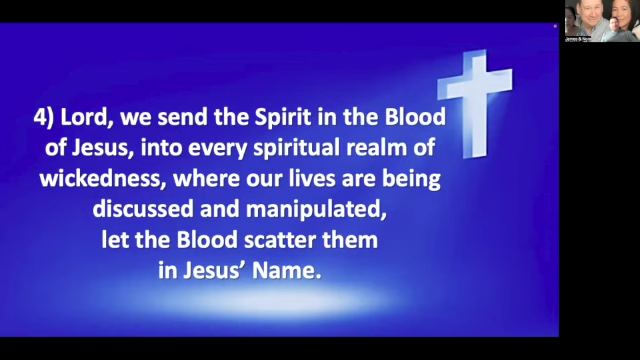 4) Lord, we send the Spirit in the Blood
of Jesus, into every spiritual realm of
wickedness, where our lives are being
discussed and manipulated,
let the Blood scatter them
in Jesus’ Name.